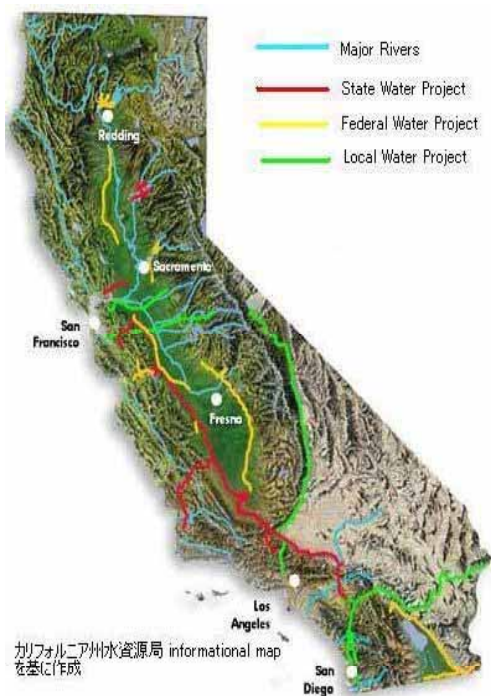 Major Rivers
State Water Project
Federal Water Project
Local Water Project
Redding
Sacramento
San
Francisco
Fresno
Los
Angeles
San
Diego
カリフォルニア州水資源局 informational map
を基に作成